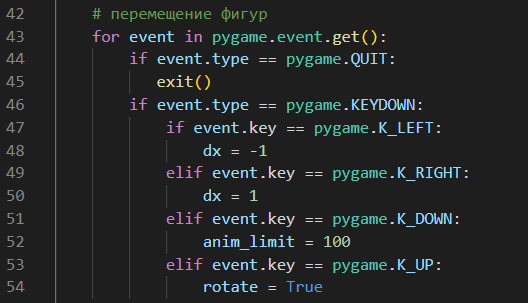 42 # перемещение фигур
43 for event in pygame.event.get():
44 if event.type == pygame.QUIT:
45 exit()
46 if event.type == pygame.KEYDOWN:
47 if event.key == pygame.K_LEFT:
48 dx = -1
49 elif event.key == pygame.K_RIGHT:
50 dx = 1
51 elif event.key == pygame.K_DOWN:
52 anim_limit = 100
53 elif event.key == pygame.K_UP:
54 rotate = True